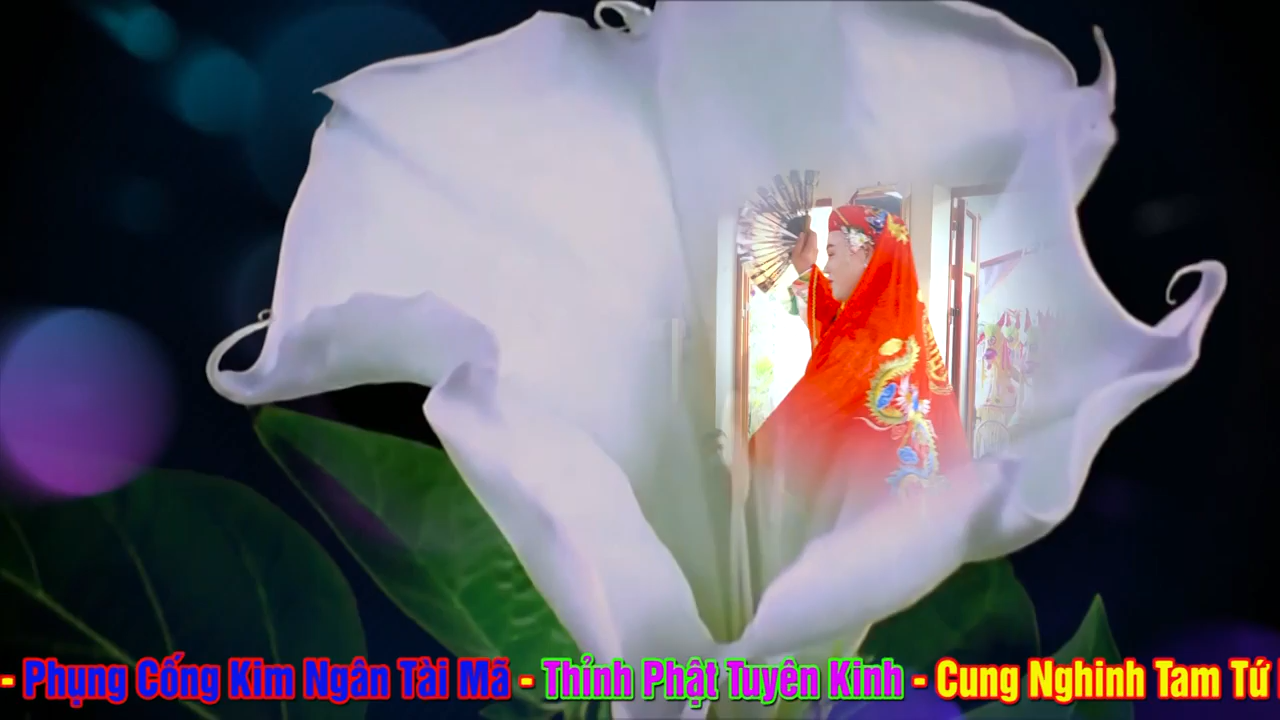 - Phụng Cống Kim Ngân Tài Mã - Thỉnh Phật Tuyên Kinh - Cung Nghinh Tam Tứ